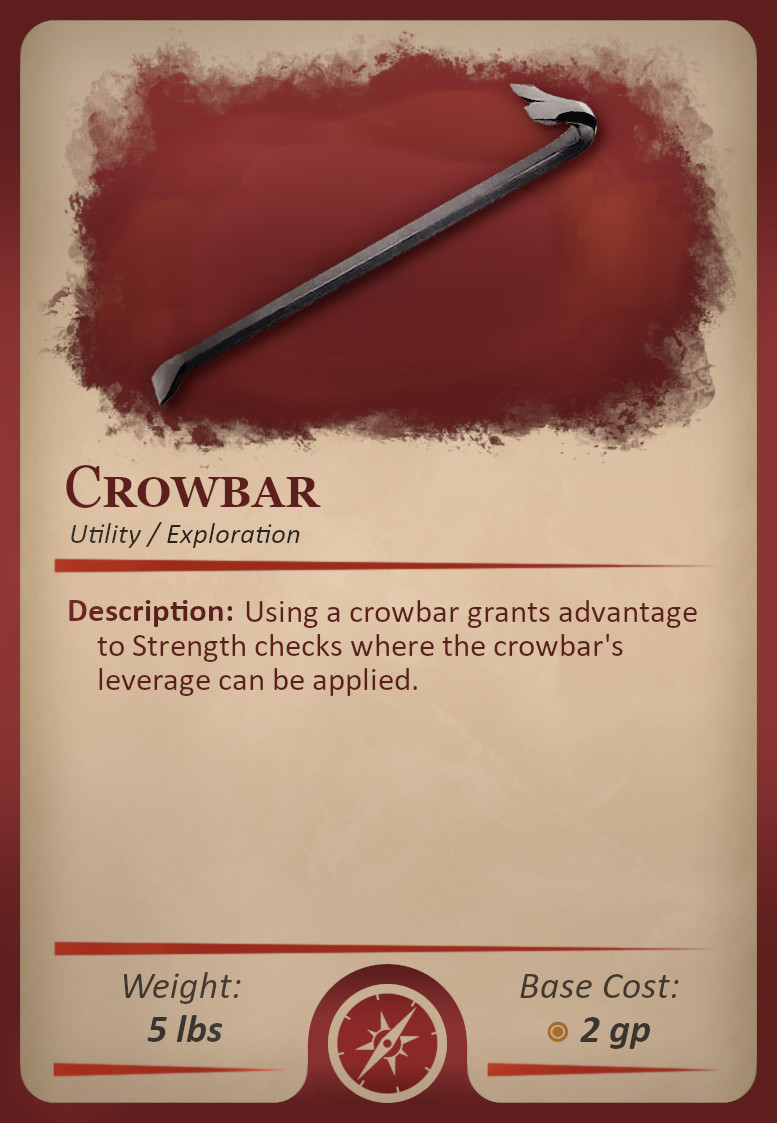 Crowbar
Utility / Exploration
Description: Using a crowbar grants advantage
to Strength checks where the crowbar's
leverage can be applied.
Weight:
5 lbs
Base Cost:
2 gp